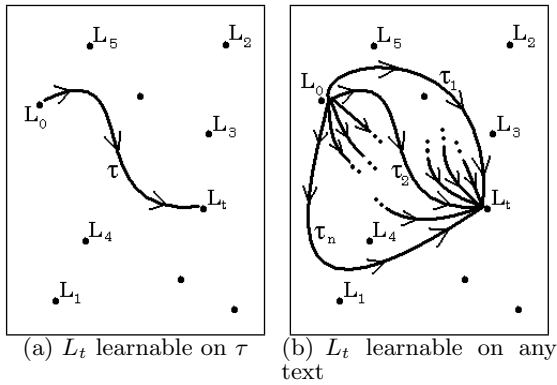 L₅
L₂
L₀
L₃
τ
Lₜ
L₄
L₁
(a) Lₜ learnable on τ
L₅
L₂
L₀
τ₁
L₃
τ₂
Lₜ
τₙ
L₄
L₁
(b) Lₜ learnable on any
text